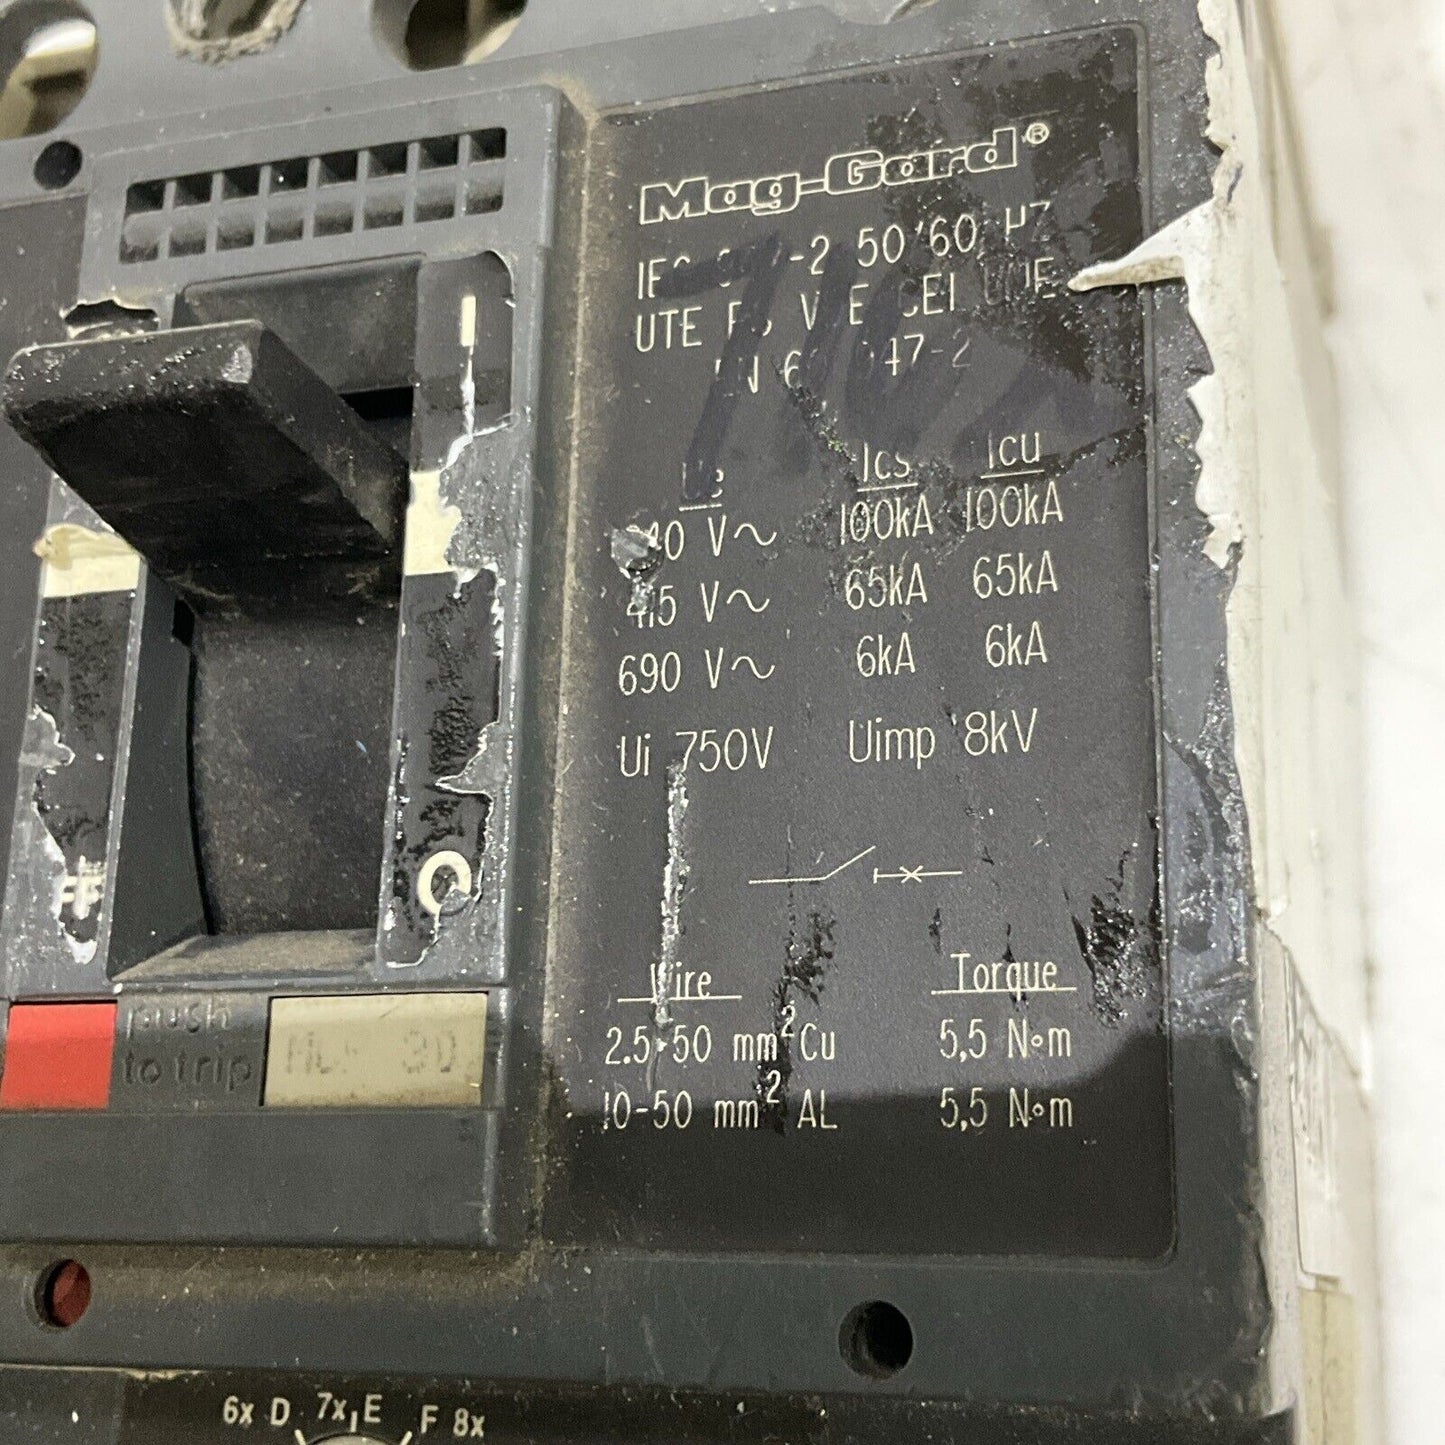 Mag-Gard®
50/60 HZ
UTE
Ics Icu
V~ 100kA 100kA
415 V~ 65kA 65kA
690 V~ 6kA 6kA
Ui 750V Uimp 8kV
Wire Torque
2.5-50 mm2 Cu 5,5 N•m
10-50 mm2 AL 5,5 N•m
I
O
push
to trip
6x D 7x E F 8x